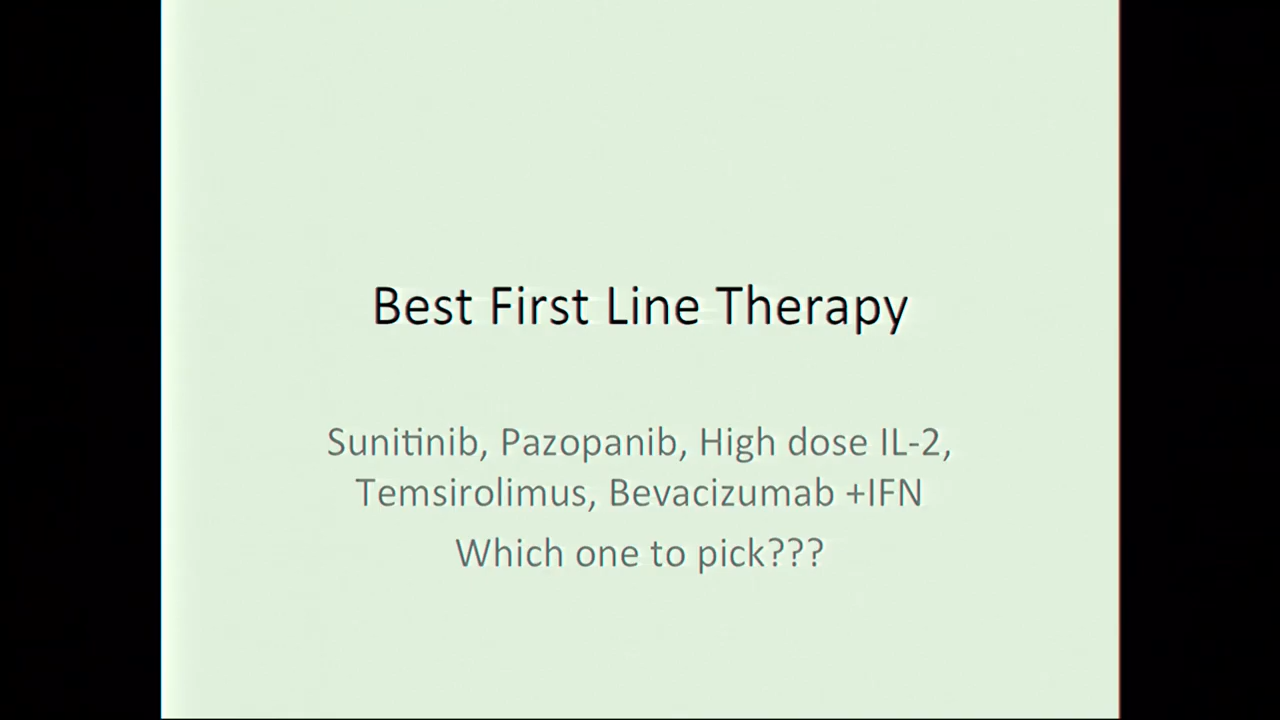 Best First Line Therapy
Sunitinib, Pazopanib, High dose IL-2,
Temsirolimus, Bevacizumab +IFN
Which one to pick???